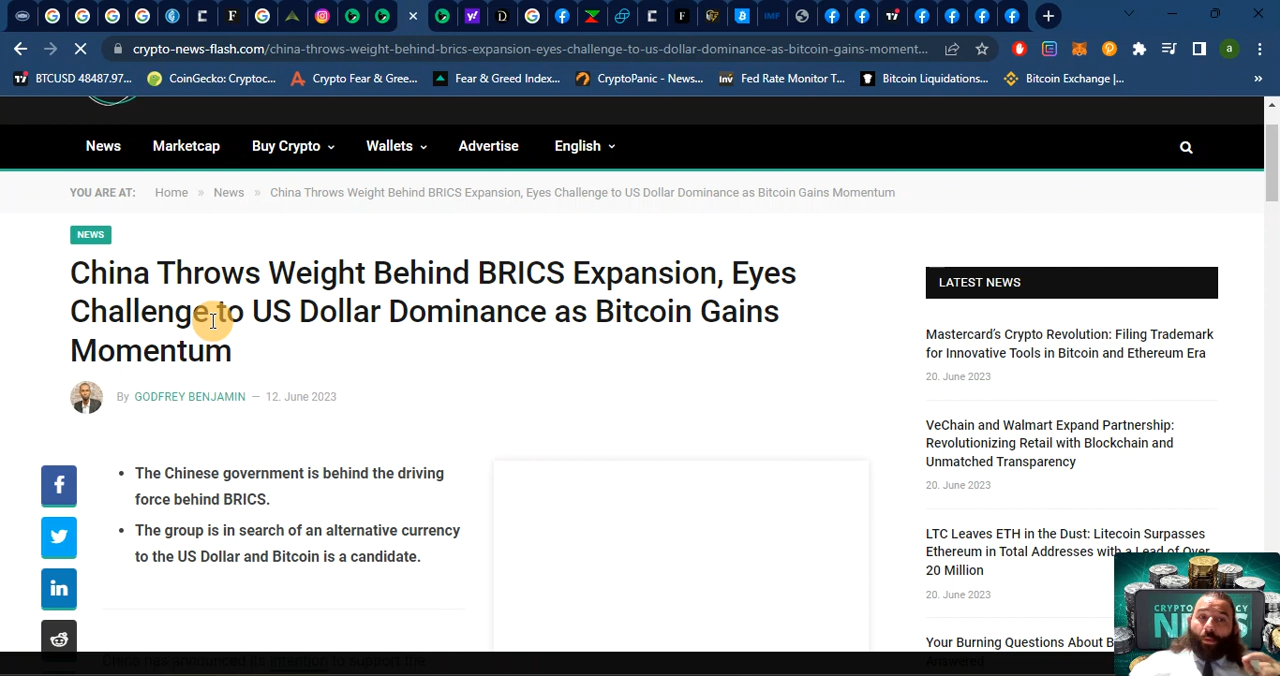 crypto-news-flash.com/china-throws-weight-behind-brics-expansion-eyes-challenge-to-us-dollar-dominance-as-bitcoin-gains-moment...
BTCUSD 48487.97...
CoinGecko: Cryptoc...
Crypto Fear & Gree...
Fear & Greed Index...
CryptoPanic - News...
Fed Rate Monitor T...
Bitcoin Liquidations...
Bitcoin Exchange |...
News
Marketcap
Buy Crypto
Wallets
Advertise
English
YOU ARE AT: Home » News » China Throws Weight Behind BRICS Expansion, Eyes Challenge to US Dollar Dominance as Bitcoin Gains Momentum
NEWS
China Throws Weight Behind BRICS Expansion, Eyes
Challenge to US Dollar Dominance as Bitcoin Gains
Momentum
By GODFREY BENJAMIN — 12. June 2023
• The Chinese government is behind the driving
force behind BRICS.
• The group is in search of an alternative currency
to the US Dollar and Bitcoin is a candidate.
China has announced its intention to support the
LATEST NEWS
Mastercard's Crypto Revolution: Filing Trademark
for Innovative Tools in Bitcoin and Ethereum Era
20. June 2023
VeChain and Walmart Expand Partnership:
Revolutionizing Retail with Blockchain and
Unmatched Transparency
20. June 2023
LTC Leaves ETH in the Dust: Litecoin Surpasses
Ethereum in Total Addresses with a Lead of Over
20 Million
20. June 2023
Your Burning Questions About B
Answered